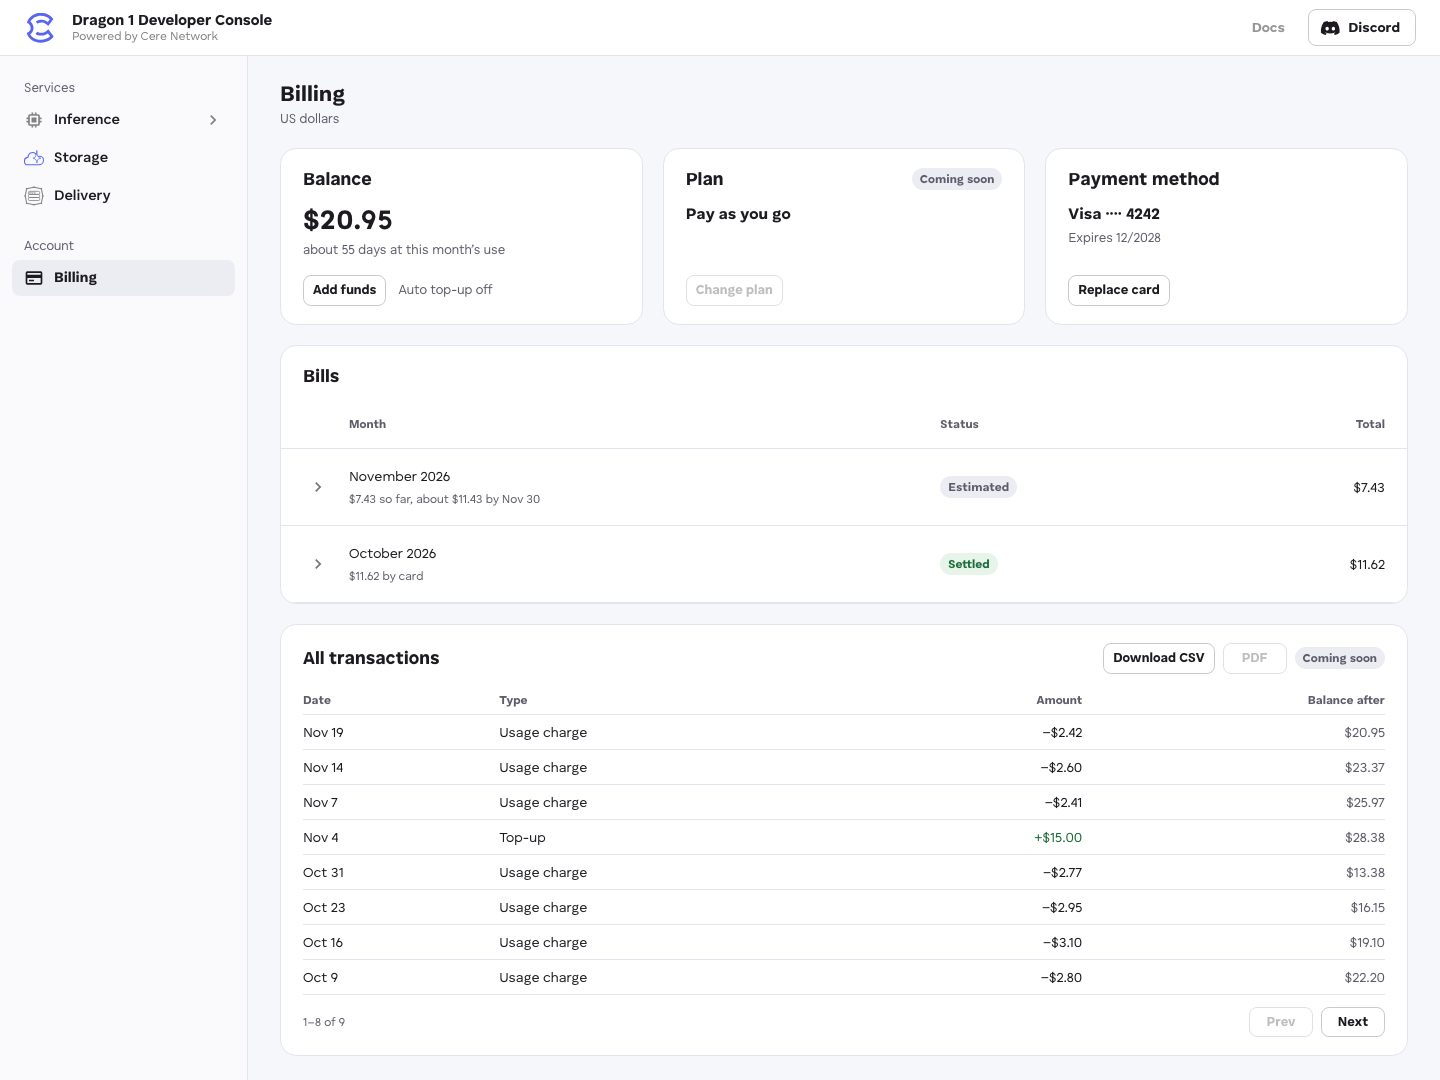 Dragon 1 Developer Console
Powered by Cere Network
Docs
Discord
Services
Inference
Storage
Delivery
Account
Billing
Billing
US dollars
Balance
$20.95
about 55 days at this month's use
Add funds
Auto top-up off
Plan
Coming soon
Pay as you go
Change plan
Payment method
Visa ···· 4242
Expires 12/2028
Replace card
Bills
Month Status Total
November 2026
$7.43 so far, about $11.43 by Nov 30
Estimated
$7.43
October 2026
$11.62 by card
Settled
$11.62
All transactions
Download CSV
PDF
Coming soon
Date Type Amount Balance after
Nov 19 Usage charge −$2.42 $20.95
Nov 14 Usage charge −$2.60 $23.37
Nov 7 Usage charge −$2.41 $25.97
Nov 4 Top-up +$15.00 $28.38
Oct 31 Usage charge −$2.77 $13.38
Oct 23 Usage charge −$2.95 $16.15
Oct 16 Usage charge −$3.10 $19.10
Oct 9 Usage charge −$2.80 $22.20
1–8 of 9
Prev
Next